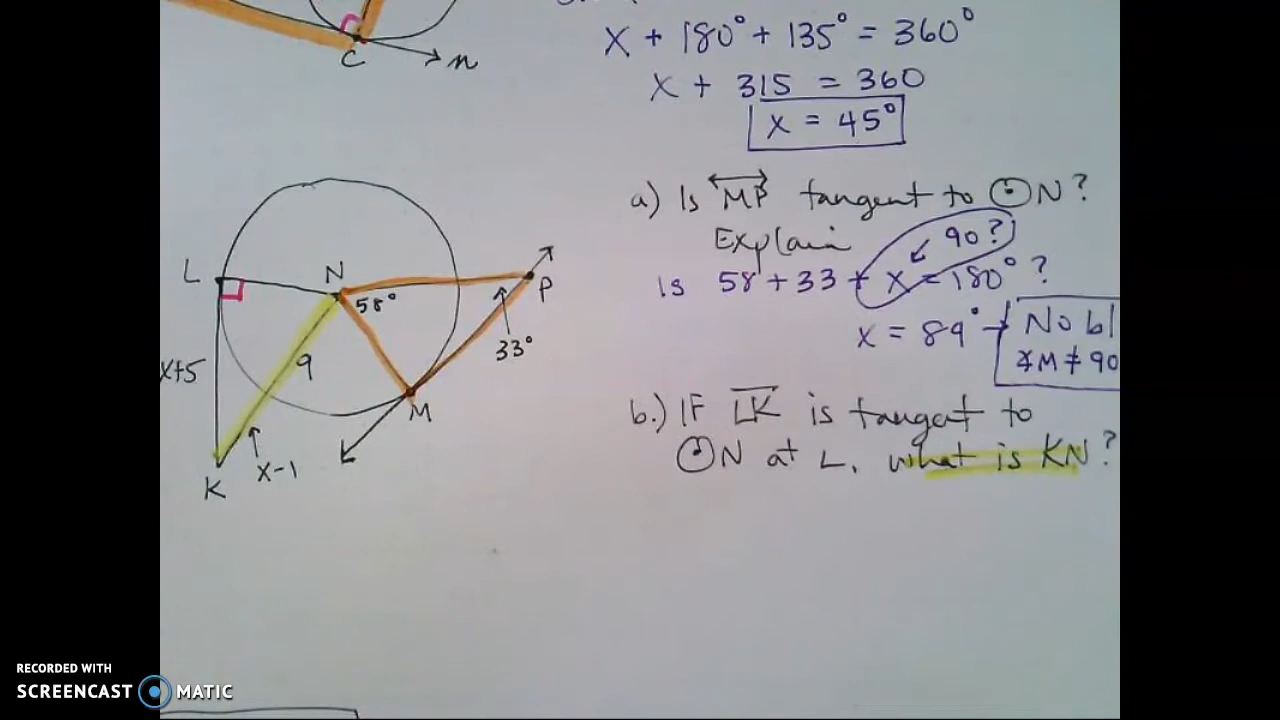 C
n
X + 180° + 135° = 360°
X + 315 = 360
X = 45°
a) Is MP tangent to ⊙N?
Explain
90?
Is 58 + 33 + X = 180°?
X = 89° → No b/
∡M ≠ 90
b.) IF LK is tangent to
⊙N at L, what is KN?
L
N
58°
P
33°
9
X+5
M
X-1
K
RECORDED WITH
SCREENCAST MATIC